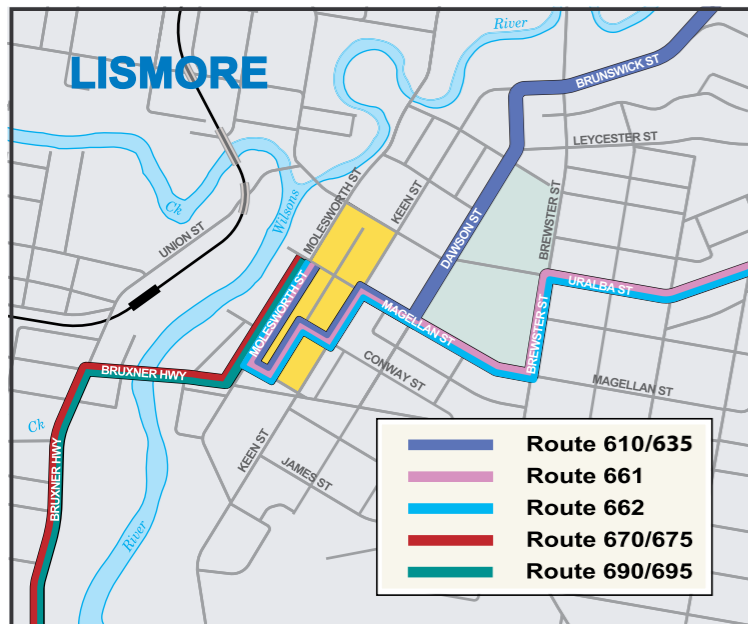 River
LISMORE
BRUNSWICK ST
LEYCESTER ST
Ck
Wilsons
MOLESWORTH ST
KEEN ST
UNION ST
DAWSON ST
BREWSTER ST
URALBA ST
MOLESWORTH ST
MAGELLAN ST
BREWSTER ST
CONWAY ST
BRUXNER HWY
MAGELLAN ST
Ck
KEEN ST
BRUXNER HWY
JAMES ST
River
Route 610/635
Route 661
Route 662
Route 670/675
Route 690/695